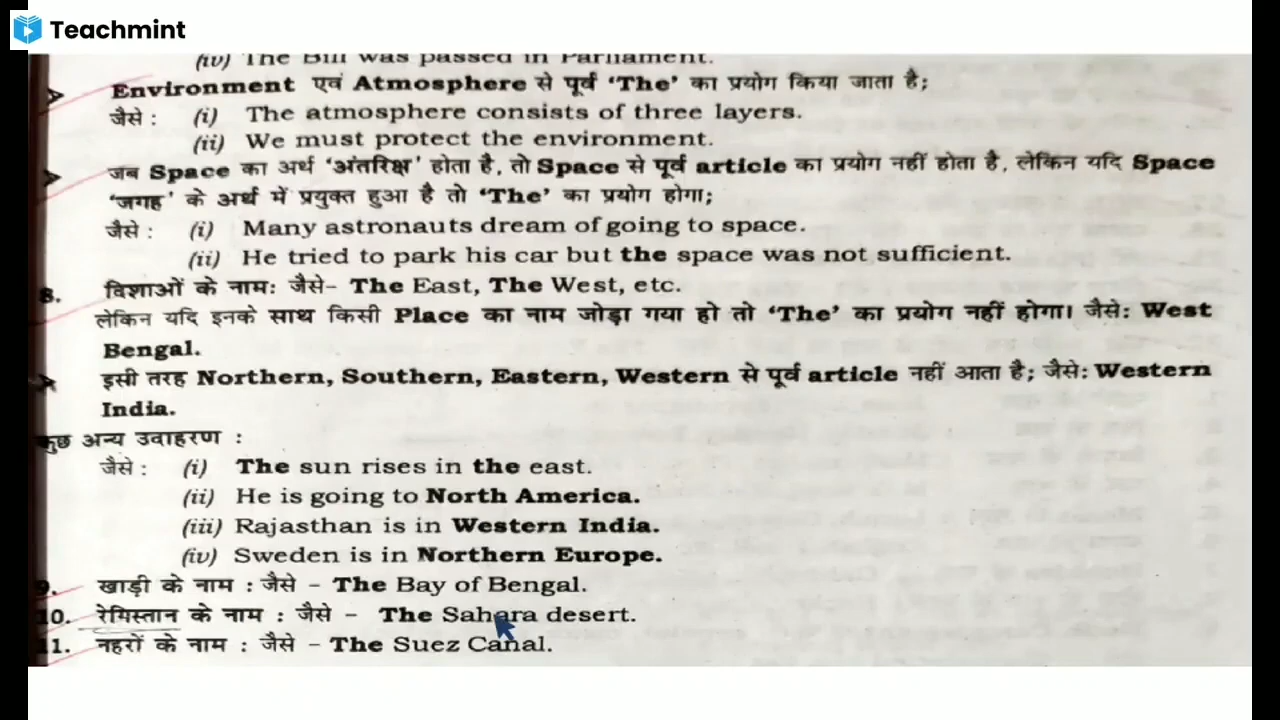 Teachmint
(iv) The Bill was passed in Parliament.
Environment एवं Atmosphere से पूर्व 'The' का प्रयोग किया जाता है;
जैसे : (i) The atmosphere consists of three layers.
(ii) We must protect the environment.
जब Space का अर्थ 'अंतरिक्ष' होता है, तो Space से पूर्व article का प्रयोग नहीं होता है, लेकिन यदि Space
'जगह' के अर्थ में प्रयुक्त हुआ है तो 'The' का प्रयोग होगा;
जैसे : (i) Many astronauts dream of going to space.
(ii) He tried to park his car but the space was not sufficient.
8. दिशाओं के नाम: जैसे- The East, The West, etc.
लेकिन यदि इनके साथ किसी Place का नाम जोड़ा गया हो तो 'The' का प्रयोग नहीं होगा। जैसे: West
Bengal.
इसी तरह Northern, Southern, Eastern, Western से पूर्व article नहीं आता है; जैसे: Western
India.
कुछ अन्य उदाहरण :
जैसे : (i) The sun rises in the east.
(ii) He is going to North America.
(iii) Rajasthan is in Western India.
(iv) Sweden is in Northern Europe.
9. खाड़ी के नाम : जैसे - The Bay of Bengal.
10. रेगिस्तान के नाम : जैसे - The Sahara desert.
11. नहरों के नाम : जैसे - The Suez Canal.